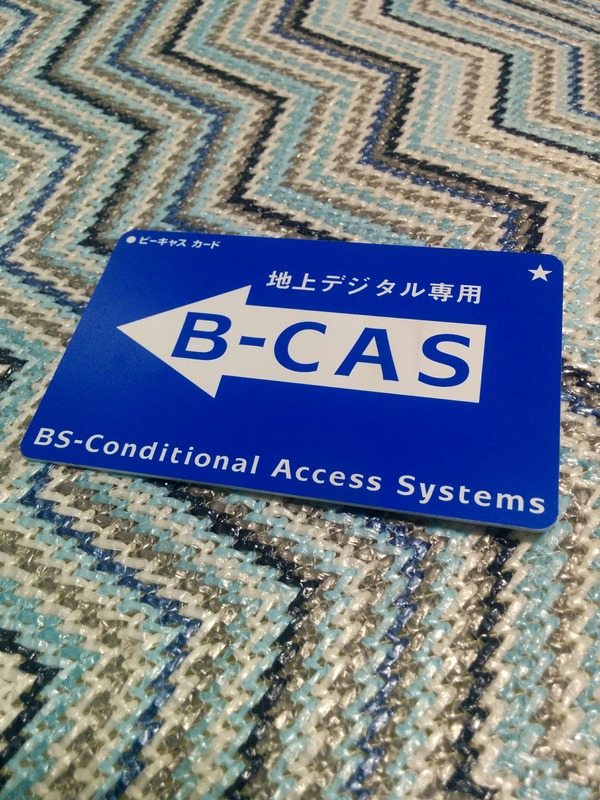 ●ビーキャス カード
★
地上デジタル専用
B-CAS
BS-Conditional Access Systems